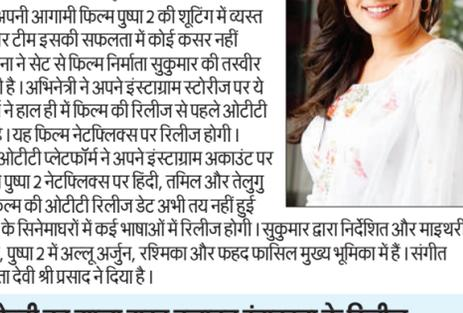 अपनी आगामी फिल्म पुष्पा 2 की शूटिंग में व्यस्त
टीम इसकी सफलता में कोई कसर नहीं
ने सेट से फिल्म निर्माता सुकुमार की तस्वीर
है। अभिनेत्री ने अपने इंस्टाग्राम स्टोरीज पर ये
ने हाल ही में फिल्म की रिलीज से पहले ओटीटी
। यह फिल्म नेटफ्लिक्स पर रिलीज होगी।
ओटीटी प्लेटफॉर्म ने अपने इंस्टाग्राम अकाउंट पर
पुष्पा 2 नेटफ्लिक्स पर हिंदी, तमिल और तेलुगु
की ओटीटी रिलीज डेट अभी तय नहीं हुई
के सिनेमाघरों में कई भाषाओं में रिलीज होगी। सुकुमार द्वारा निर्देशित और माइथरी
, पुष्पा 2 में अल्लू अर्जुन, रश्मिका और फहद फासिल मुख्य भूमिका में हैं। संगीत
देवी श्री प्रसाद ने दिया है।